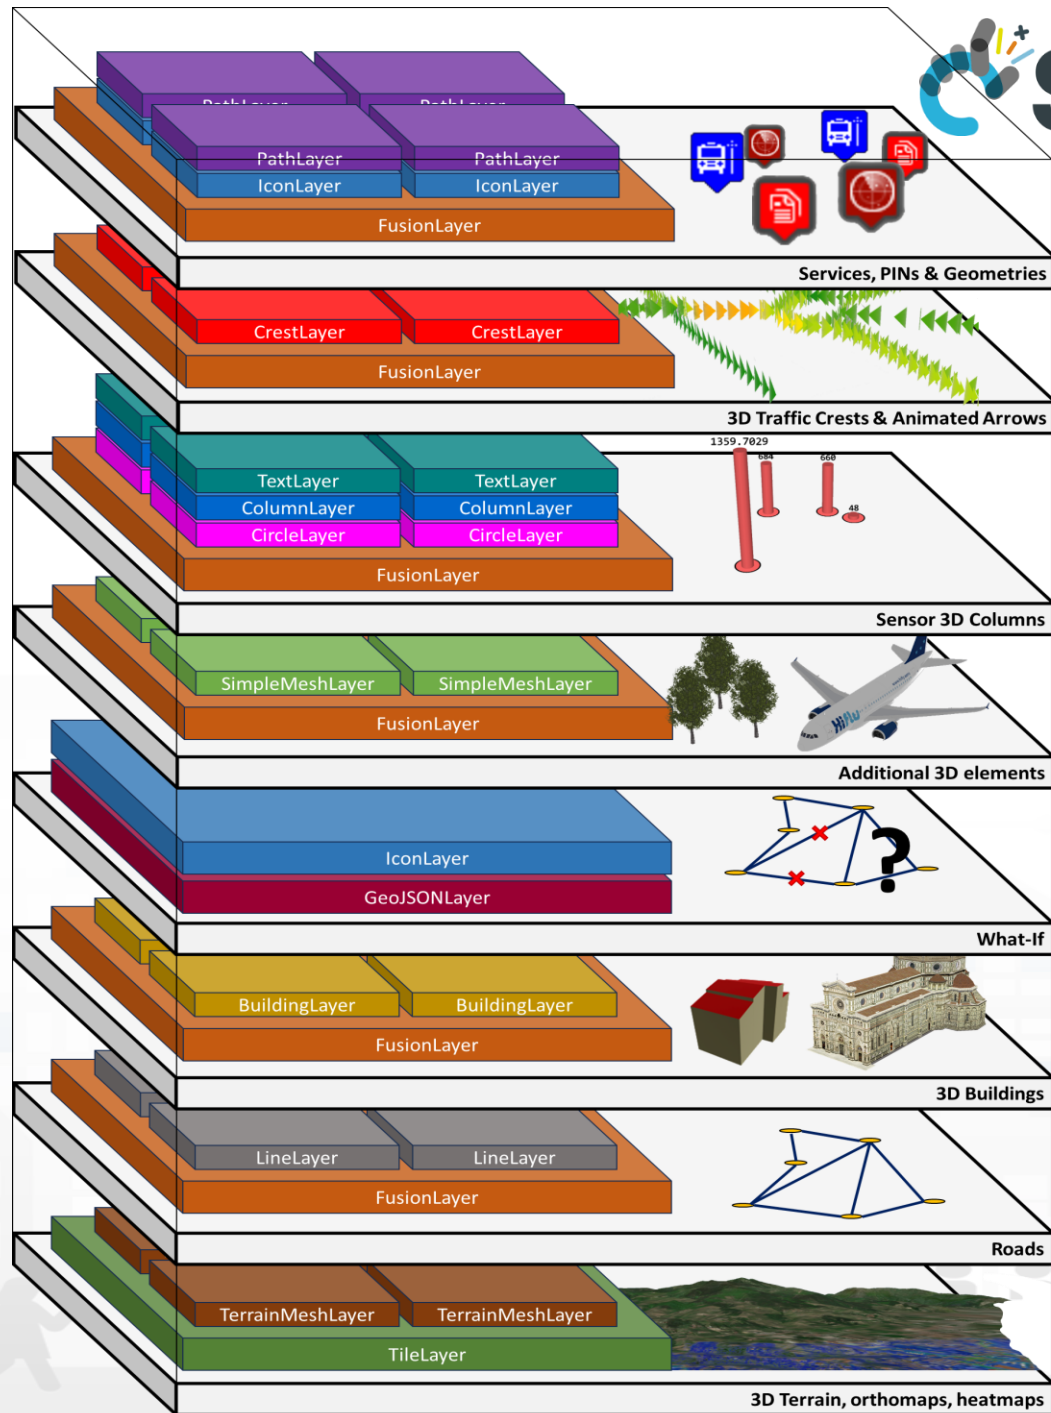 PathLayer PathLayer
PathLayer PathLayer
IconLayer IconLayer
FusionLayer
Services, PINs & Geometries
CrestLayer CrestLayer
FusionLayer
3D Traffic Crests & Animated Arrows
1359.7029
684 660
48
TextLayer TextLayer
ColumnLayer ColumnLayer
CircleLayer CircleLayer
FusionLayer
Sensor 3D Columns
SimpleMeshLayer SimpleMeshLayer
Hifly
FusionLayer
Additional 3D elements
?
IconLayer
GeoJSONLayer
What-If
BuildingLayer BuildingLayer
FusionLayer
3D Buildings
LineLayer LineLayer
FusionLayer
Roads
TerrainMeshLayer TerrainMeshLayer
TileLayer
3D Terrain, orthomaps, heatmaps